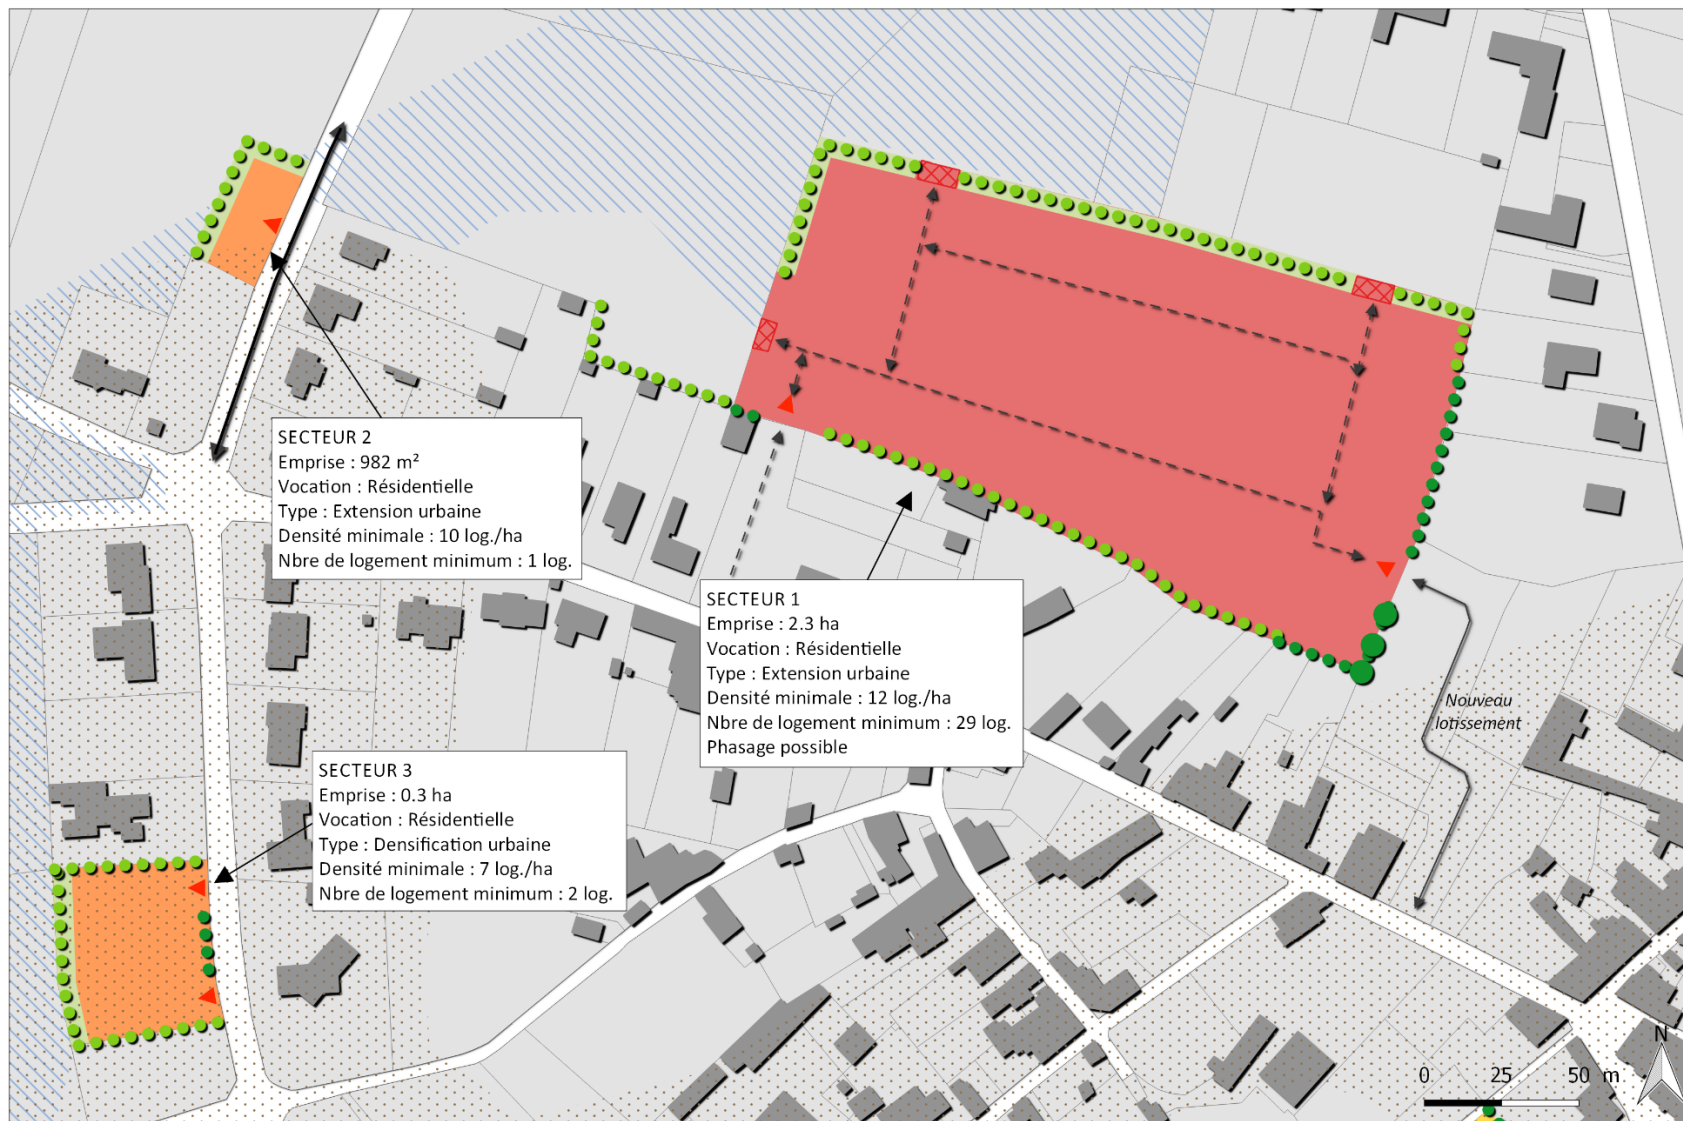 SECTEUR 2
Emprise : 982 m²
Vocation : Résidentielle
Type : Extension urbaine
Densité minimale : 10 log./ha
Nbre de logement minimum : 1 log.
SECTEUR 1
Emprise : 2.3 ha
Vocation : Résidentielle
Type : Extension urbaine
Densité minimale : 12 log./ha
Nbre de logement minimum : 29 log.
Phasage possible
Nouveau
lotissement
SECTEUR 3
Emprise : 0.3 ha
Vocation : Résidentielle
Type : Densification urbaine
Densité minimale : 7 log./ha
Nbre de logement minimum : 2 log.
N
0 25 50 m